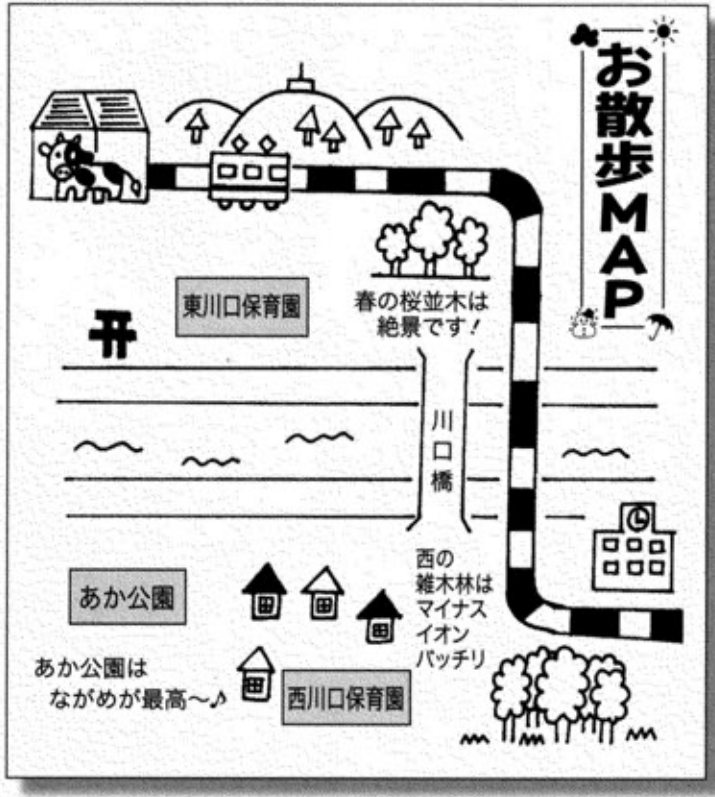 お散歩MAP
東川口保育園
春の桜並木は
絶景です!
川口橋
あか公園
西の
雑木林は
マイナス
イオン
バッチリ
あか公園は
ながめが最高〜♪
西川口保育園